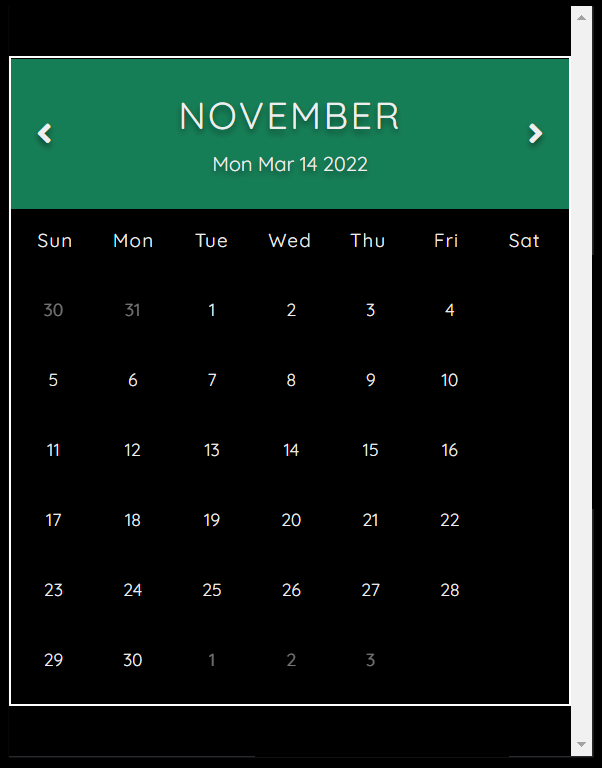 NOVEMBER
Mon Mar 14 2022
Sun Mon Tue Wed Thu Fri Sat
30 31 1 2 3 4
5 6 7 8 9 10
11 12 13 14 15 16
17 18 19 20 21 22
23 24 25 26 27 28
29 30 1 2 3